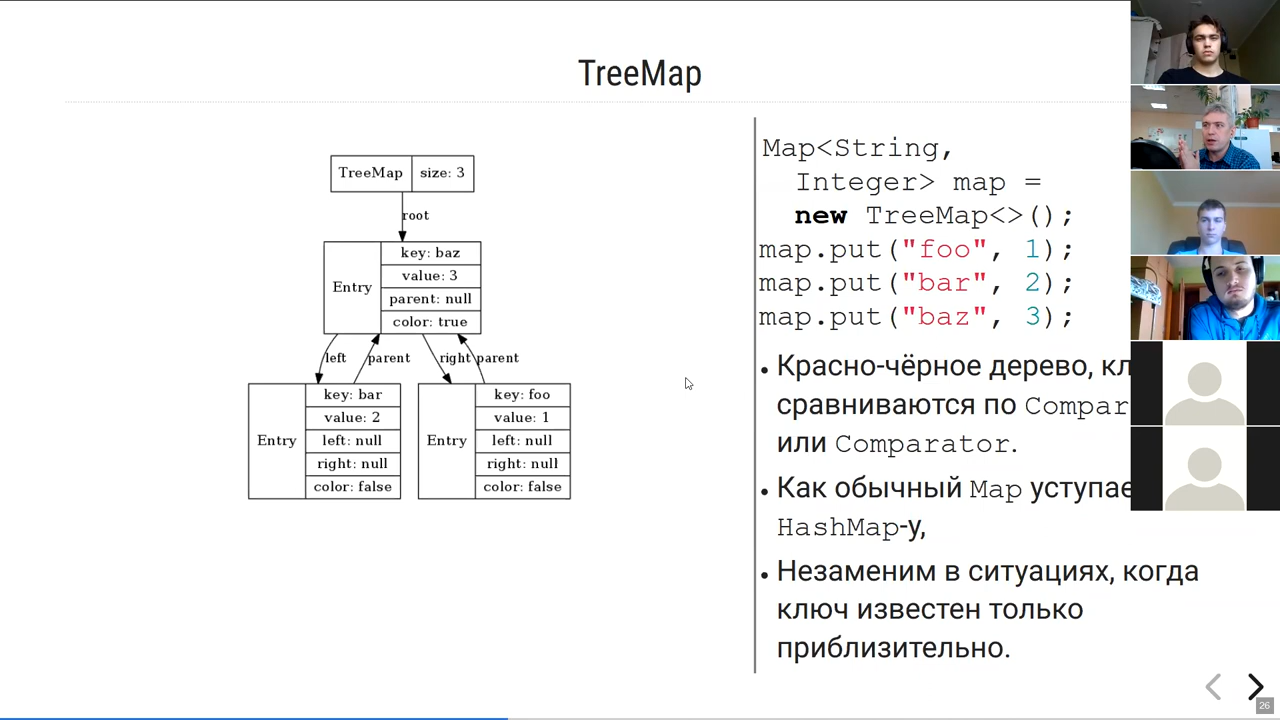 TreeMap
TreeMap size: 3
root
Entry
key: baz
value: 3
parent: null
color: true
left parent right parent
Entry
key: bar
value: 2
left: null
right: null
color: false
Entry
key: foo
value: 1
left: null
right: null
color: false
Map<String,
Integer> map =
new TreeMap<>();
map.put("foo", 1);
map.put("bar", 2);
map.put("baz", 3);
• Красно-чёрное дерево,
сравниваются по
или Comparator.
• Как обычный Map
HashMap-у,
• Незаменим в ситуациях, когда
ключ известен только
приблизительно.
26